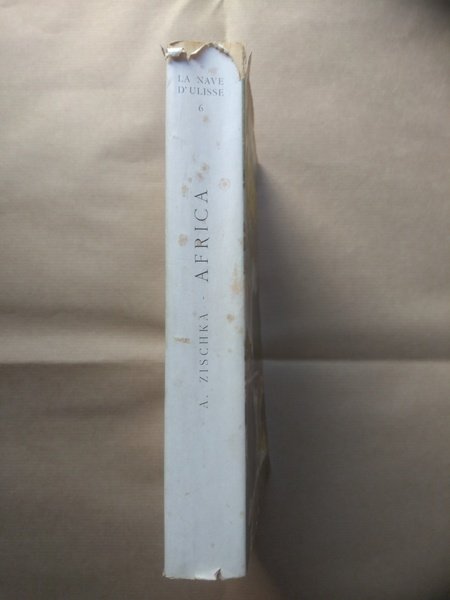 LA NAVE
D'ULISSE
6
A. ZISCHKA - AFRICA